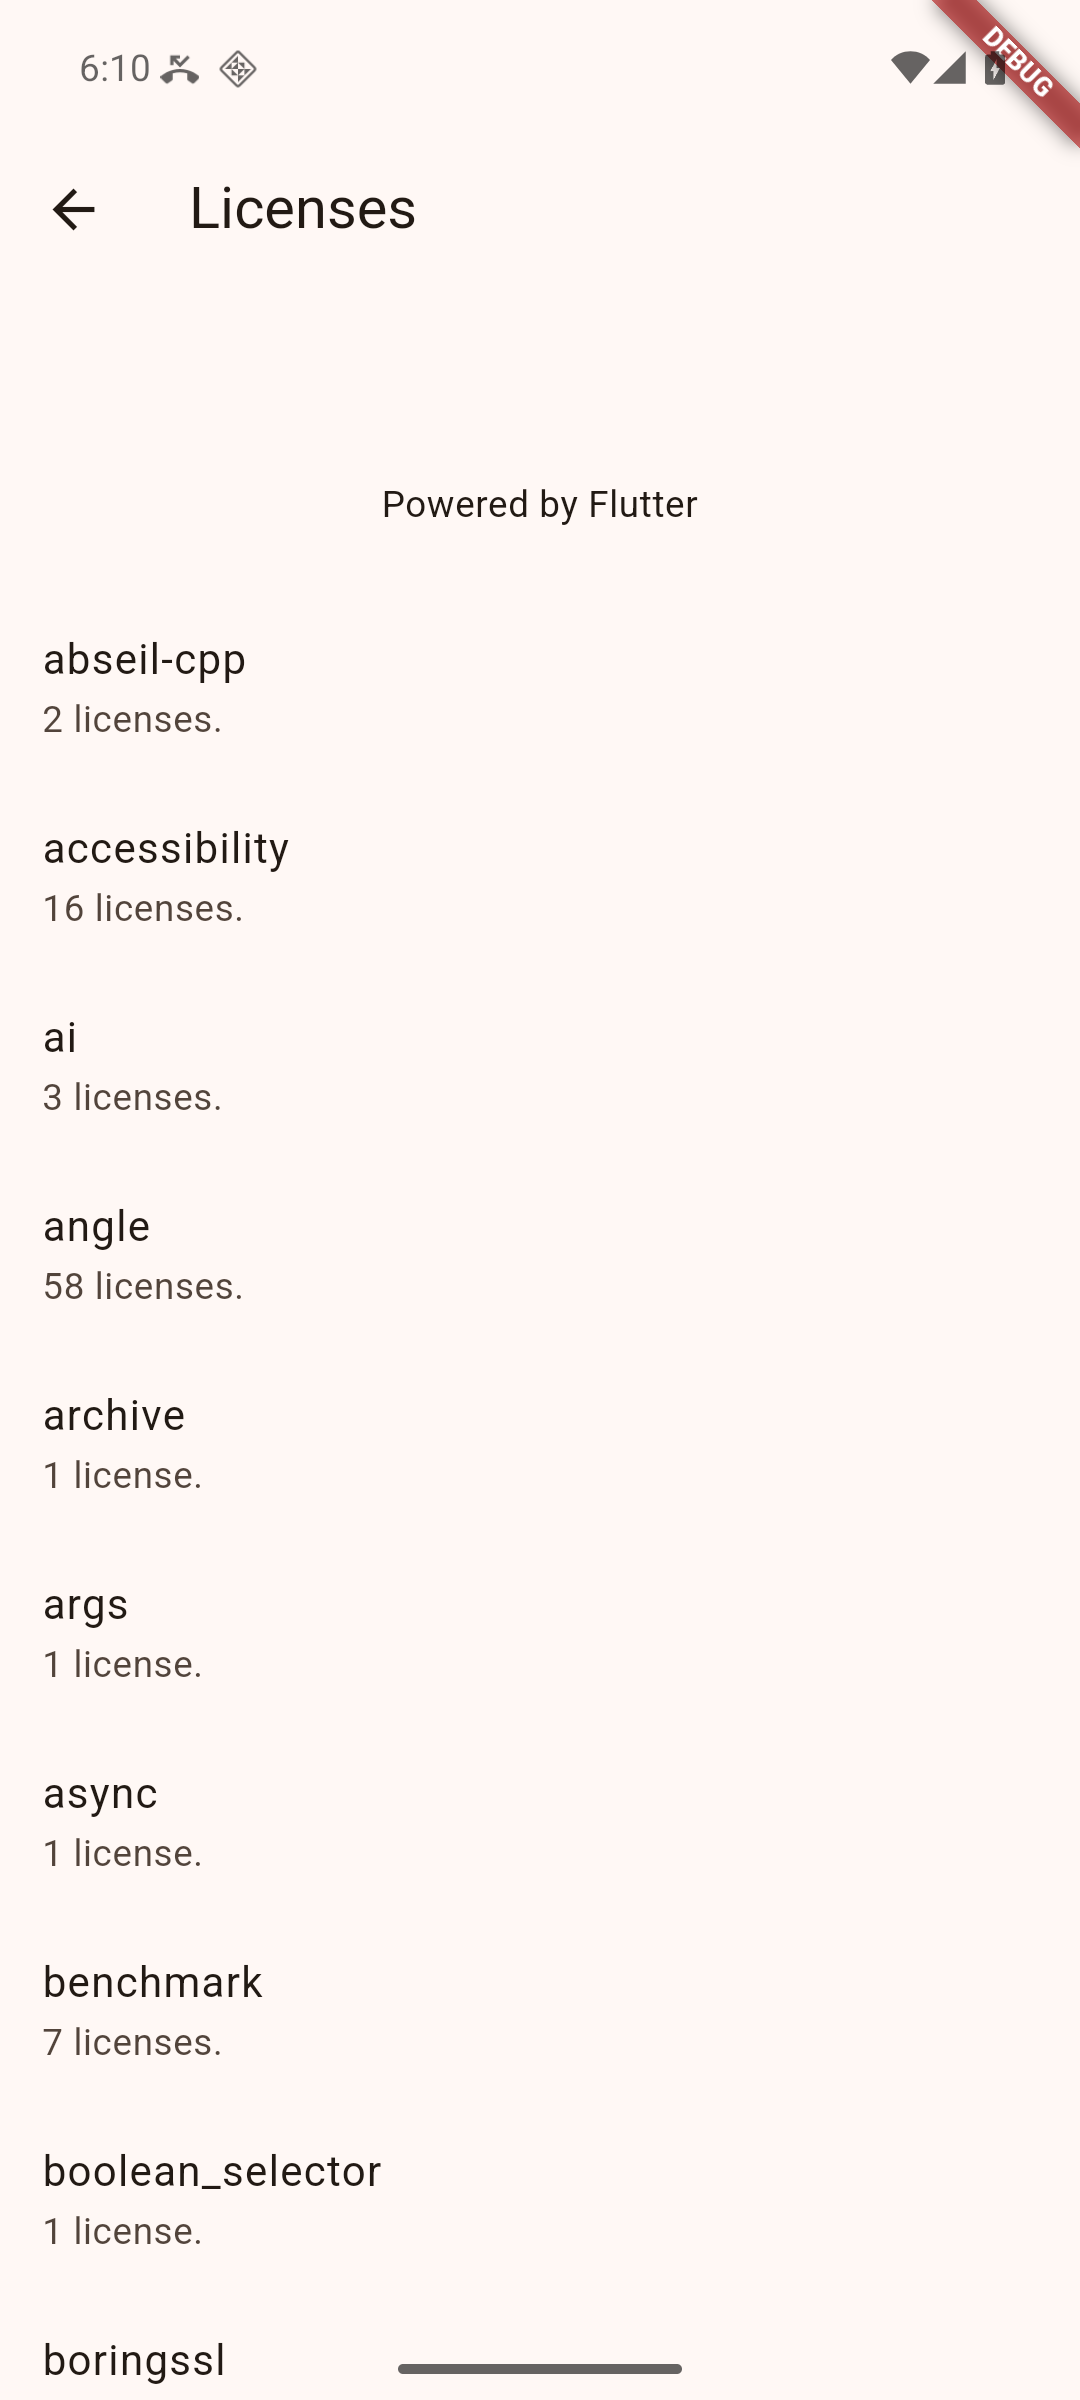 6:10
DEBUG
Licenses
Powered by Flutter
abseil-cpp
2 licenses.
accessibility
16 licenses.
ai
3 licenses.
angle
58 licenses.
archive
1 license.
args
1 license.
async
1 license.
benchmark
7 licenses.
boolean_selector
1 license.
boringssl